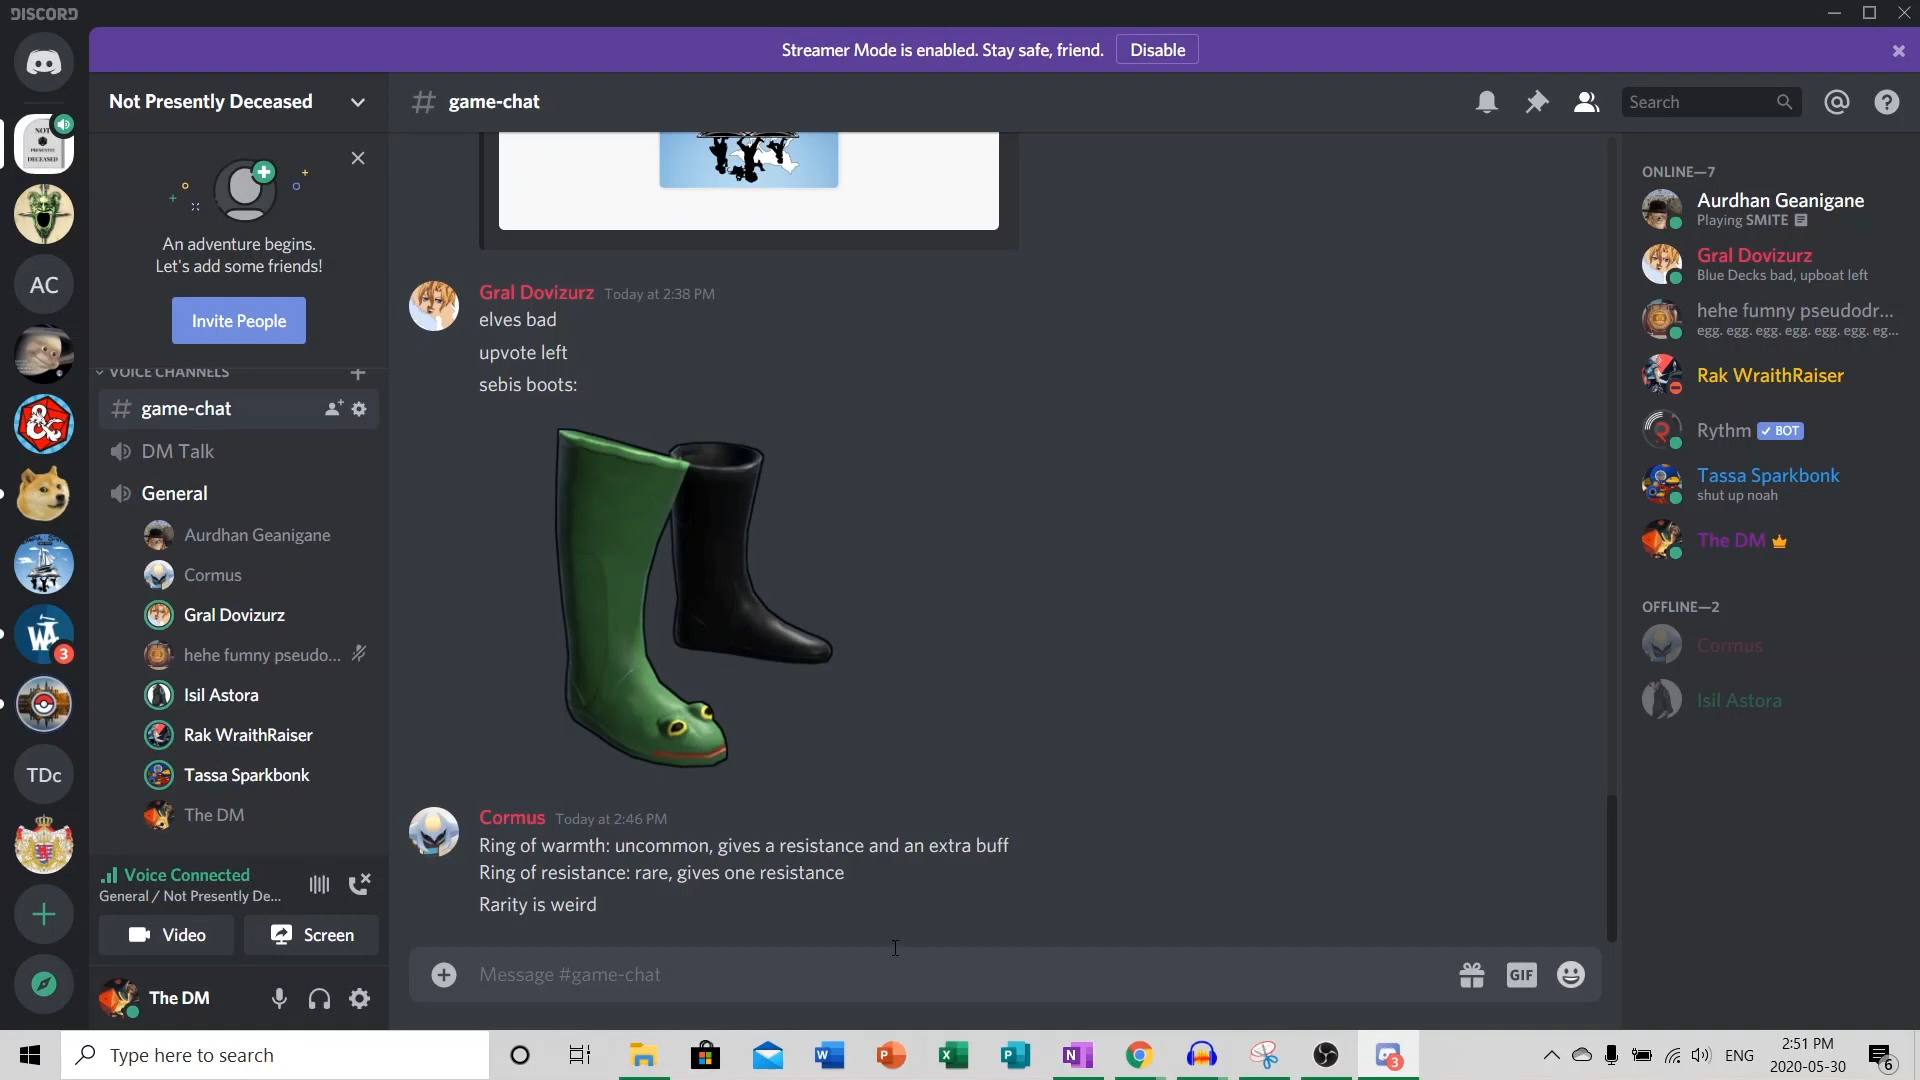 DISCORD
Streamer Mode is enabled. Stay safe, friend.
Disable
Not Presently Deceased
game-chat
Search
NOT
PRESENTLY
DECEASED
AC
WA
3
TDc
An adventure begins.
Let's add some friends!
Invite People
VOICE CHANNELS
game-chat
DM Talk
General
Aurdhan Geanigane
Cormus
Gral Dovizurz
hehe fumny pseudo...
Isil Astora
Rak WraithRaiser
Tassa Sparkbonk
The DM
Voice Connected
General / Not Presently De...
Video
Screen
The DM
Gral Dovizurz Today at 2:38 PM
elves bad
upvote left
sebis boots:
Cormus Today at 2:46 PM
Ring of warmth: uncommon, gives a resistance and an extra buff
Ring of resistance: rare, gives one resistance
Rarity is weird
Message #game-chat
GIF
ONLINE—7
Aurdhan Geanigane
Playing SMITE
Gral Dovizurz
Blue Decks bad, upboat left
hehe fumny pseudodr...
egg. egg. egg. egg. egg. eg...
Rak WraithRaiser
Rythm BOT
Tassa Sparkbonk
shut up noah
The DM
OFFLINE—2
Cormus
Isil Astora
Type here to search
ENG
2:51 PM
2020-05-30
3
6